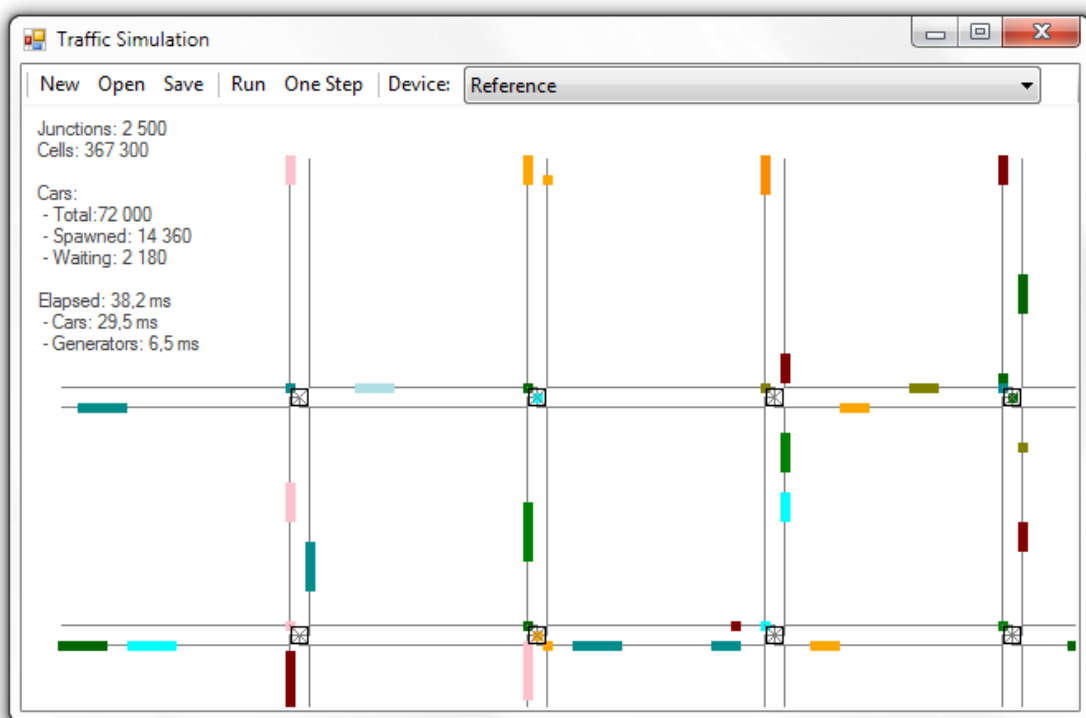 Traffic Simulation
New Open Save Run One Step Device: Reference
Junctions: 2 500
Cells: 367 300
Cars:
- Total:72 000
- Spawned: 14 360
- Waiting: 2 180
Elapsed: 38,2 ms
- Cars: 29,5 ms
- Generators: 6,5 ms